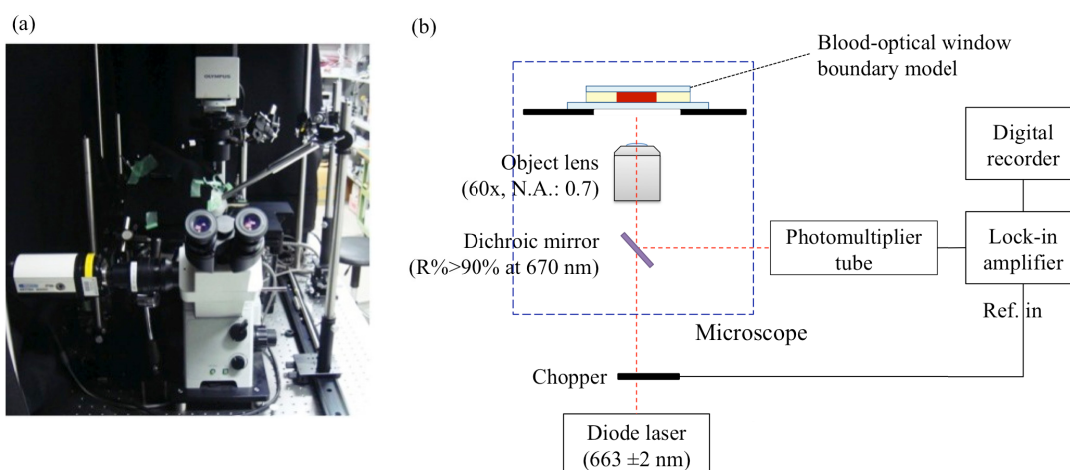 (a)
OLYMPUS
(b)
Blood-optical window
boundary model
Object lens
(60x, N.A.: 0.7)
Dichroic mirror
(R%>90% at 670 nm)
Photomultiplier
tube
Digital
recorder
Lock-in
amplifier
Ref. in
Microscope
Chopper
Diode laser
(663 ±2 nm)